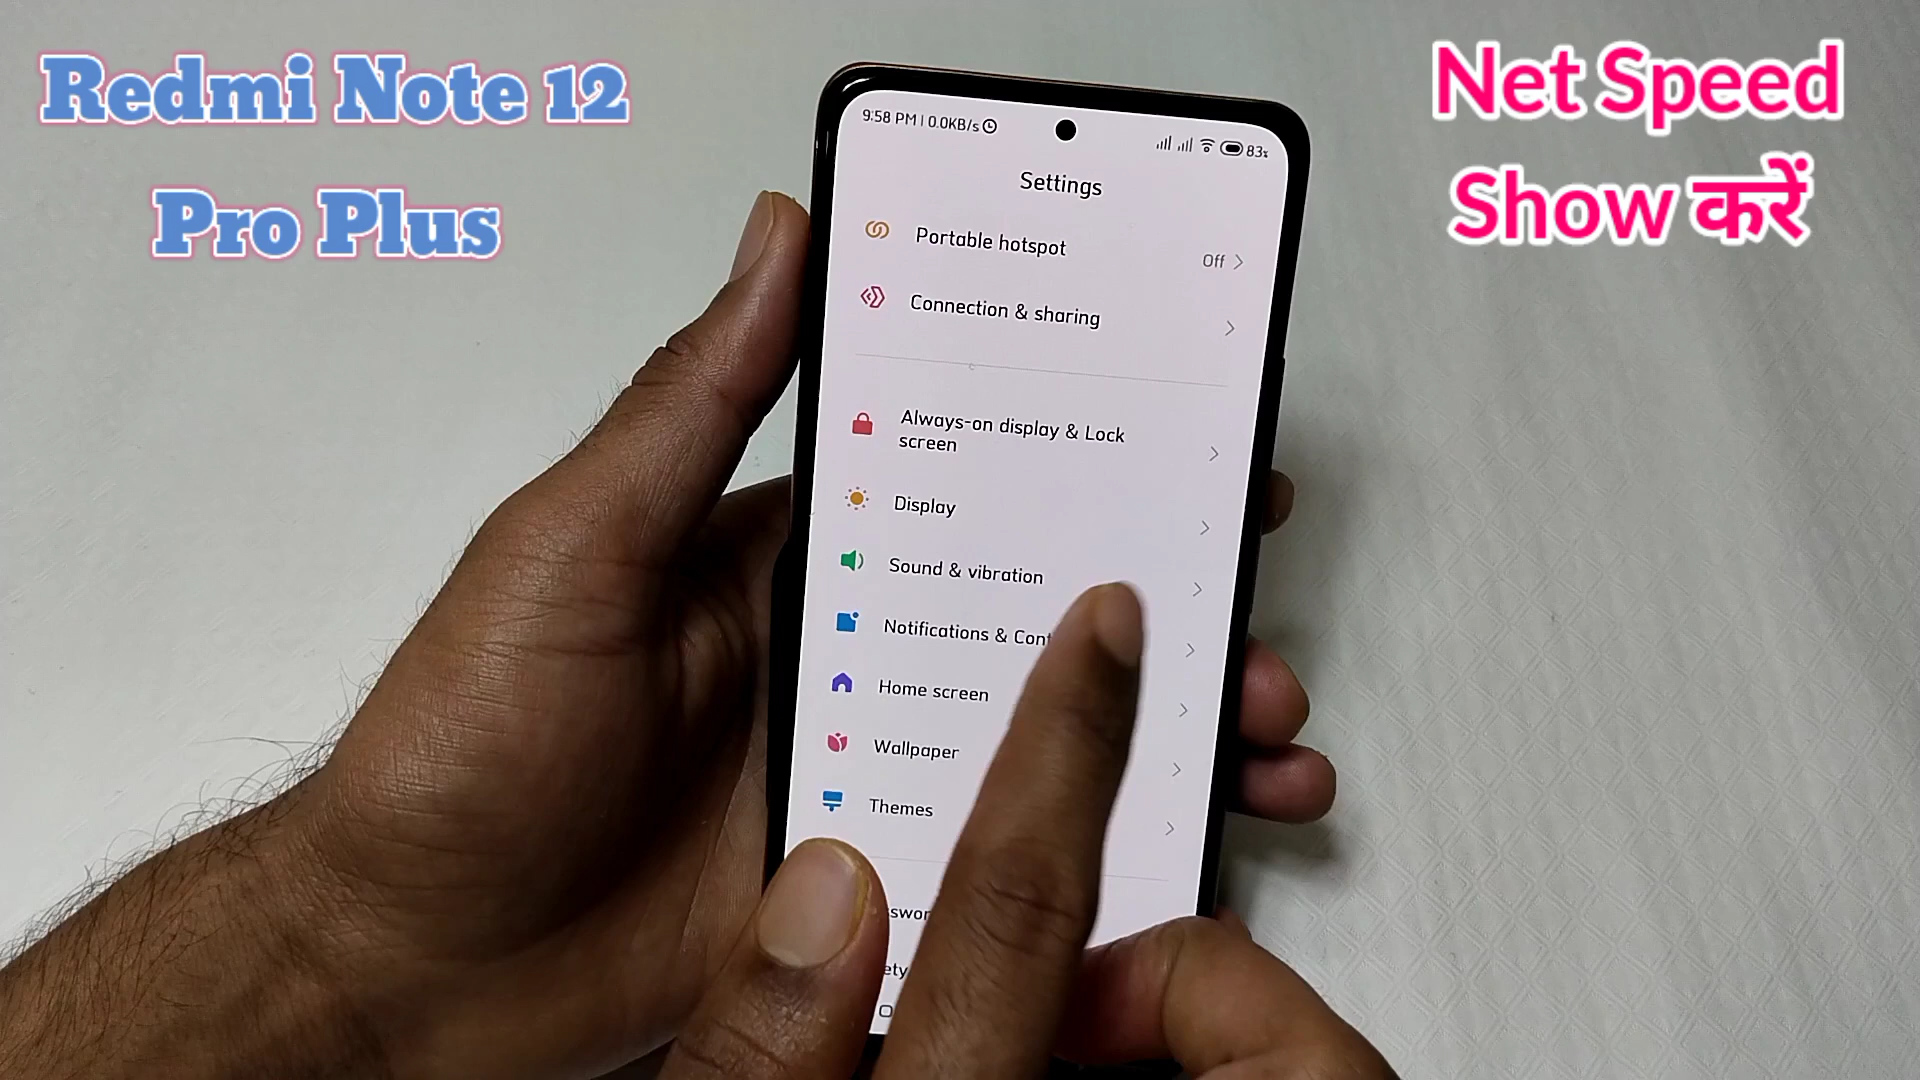 Redmi Note 12
Pro Plus
Net Speed
Show करें
9:58 PM | 0.0KB/s
83%
Settings
Portable hotspot
Off
Connection & sharing
Always-on display & Lock
screen
Display
Sound & vibration
Notifications & Cont
Home screen
Wallpaper
Themes